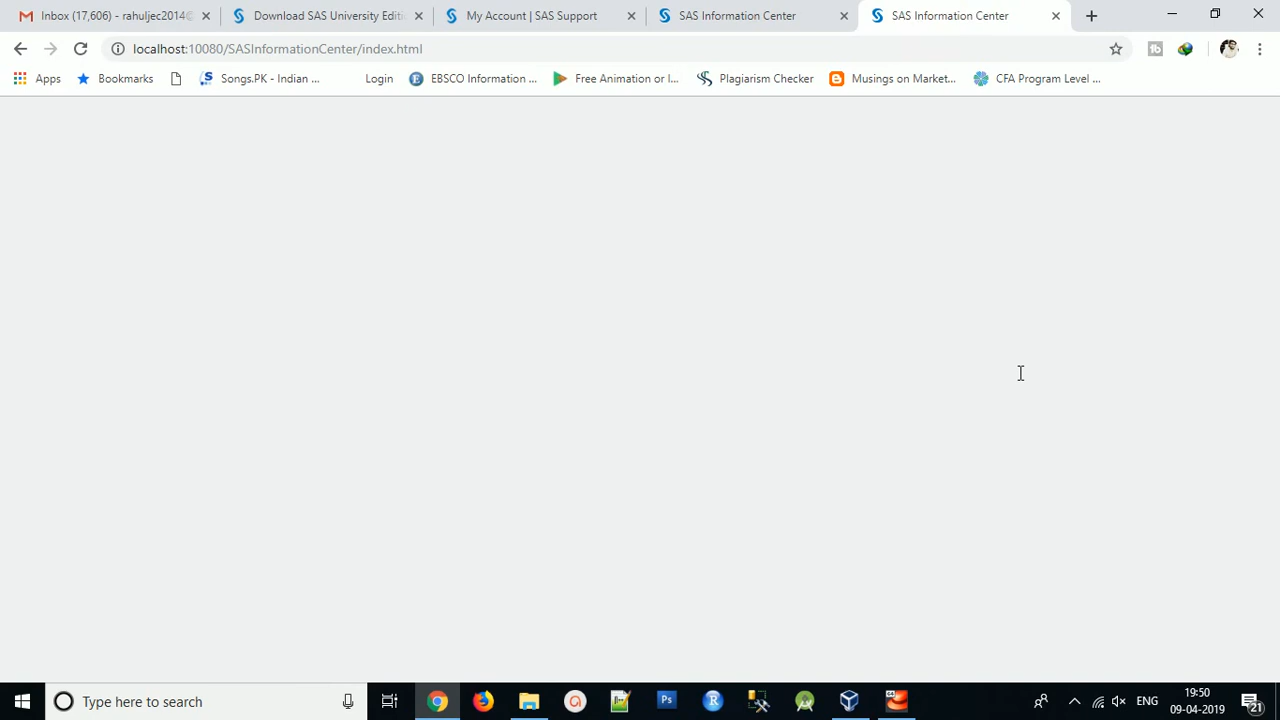 Inbox (17,606) - rahuljec2014@
Download SAS University Editi
My Account | SAS Support
SAS Information Center
SAS Information Center
localhost:10080/SASInformationCenter/index.html
Apps
Bookmarks
Songs.PK - Indian ...
Login
EBSCO Information ...
Free Animation or I...
Plagiarism Checker
Musings on Market...
CFA Program Level ...
Type here to search
ENG
19:50
09-04-2019
21